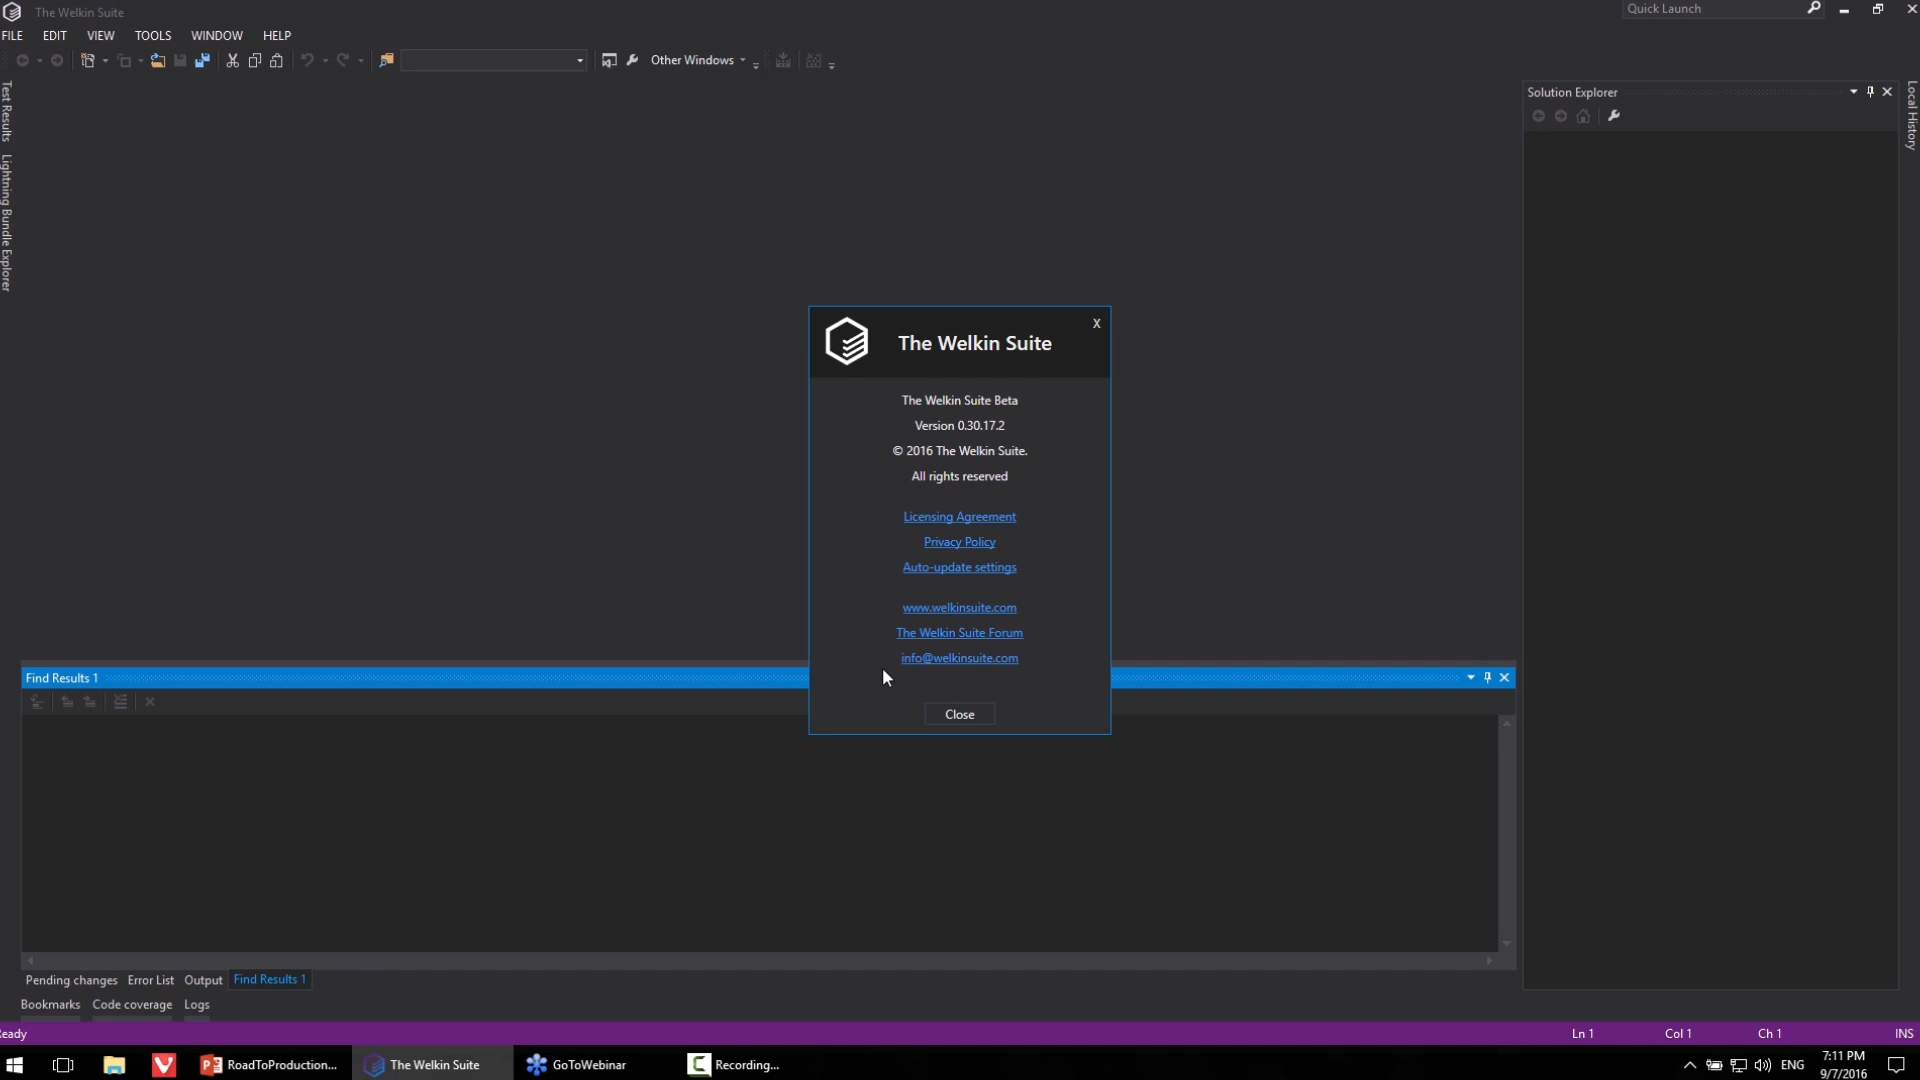 The Welkin Suite
Quick Launch
FILE EDIT VIEW TOOLS WINDOW HELP
Other Windows
Test Results
Lightning Bundle Explorer
Solution Explorer
Local History
The Welkin Suite
X
The Welkin Suite Beta
Version 0.30.17.2
© 2016 The Welkin Suite.
All rights reserved
Licensing Agreement
Privacy Policy
Auto-update settings
www.welkinsuite.com
The Welkin Suite Forum
info@welkinsuite.com
Close
Find Results 1
Pending changes Error List Output Find Results 1
Bookmarks Code coverage Logs
eady
Ln 1 Col 1 Ch 1 INS
RoadToProduction... The Welkin Suite GoToWebinar Recording... ENG 7:11 PM
9/7/2016